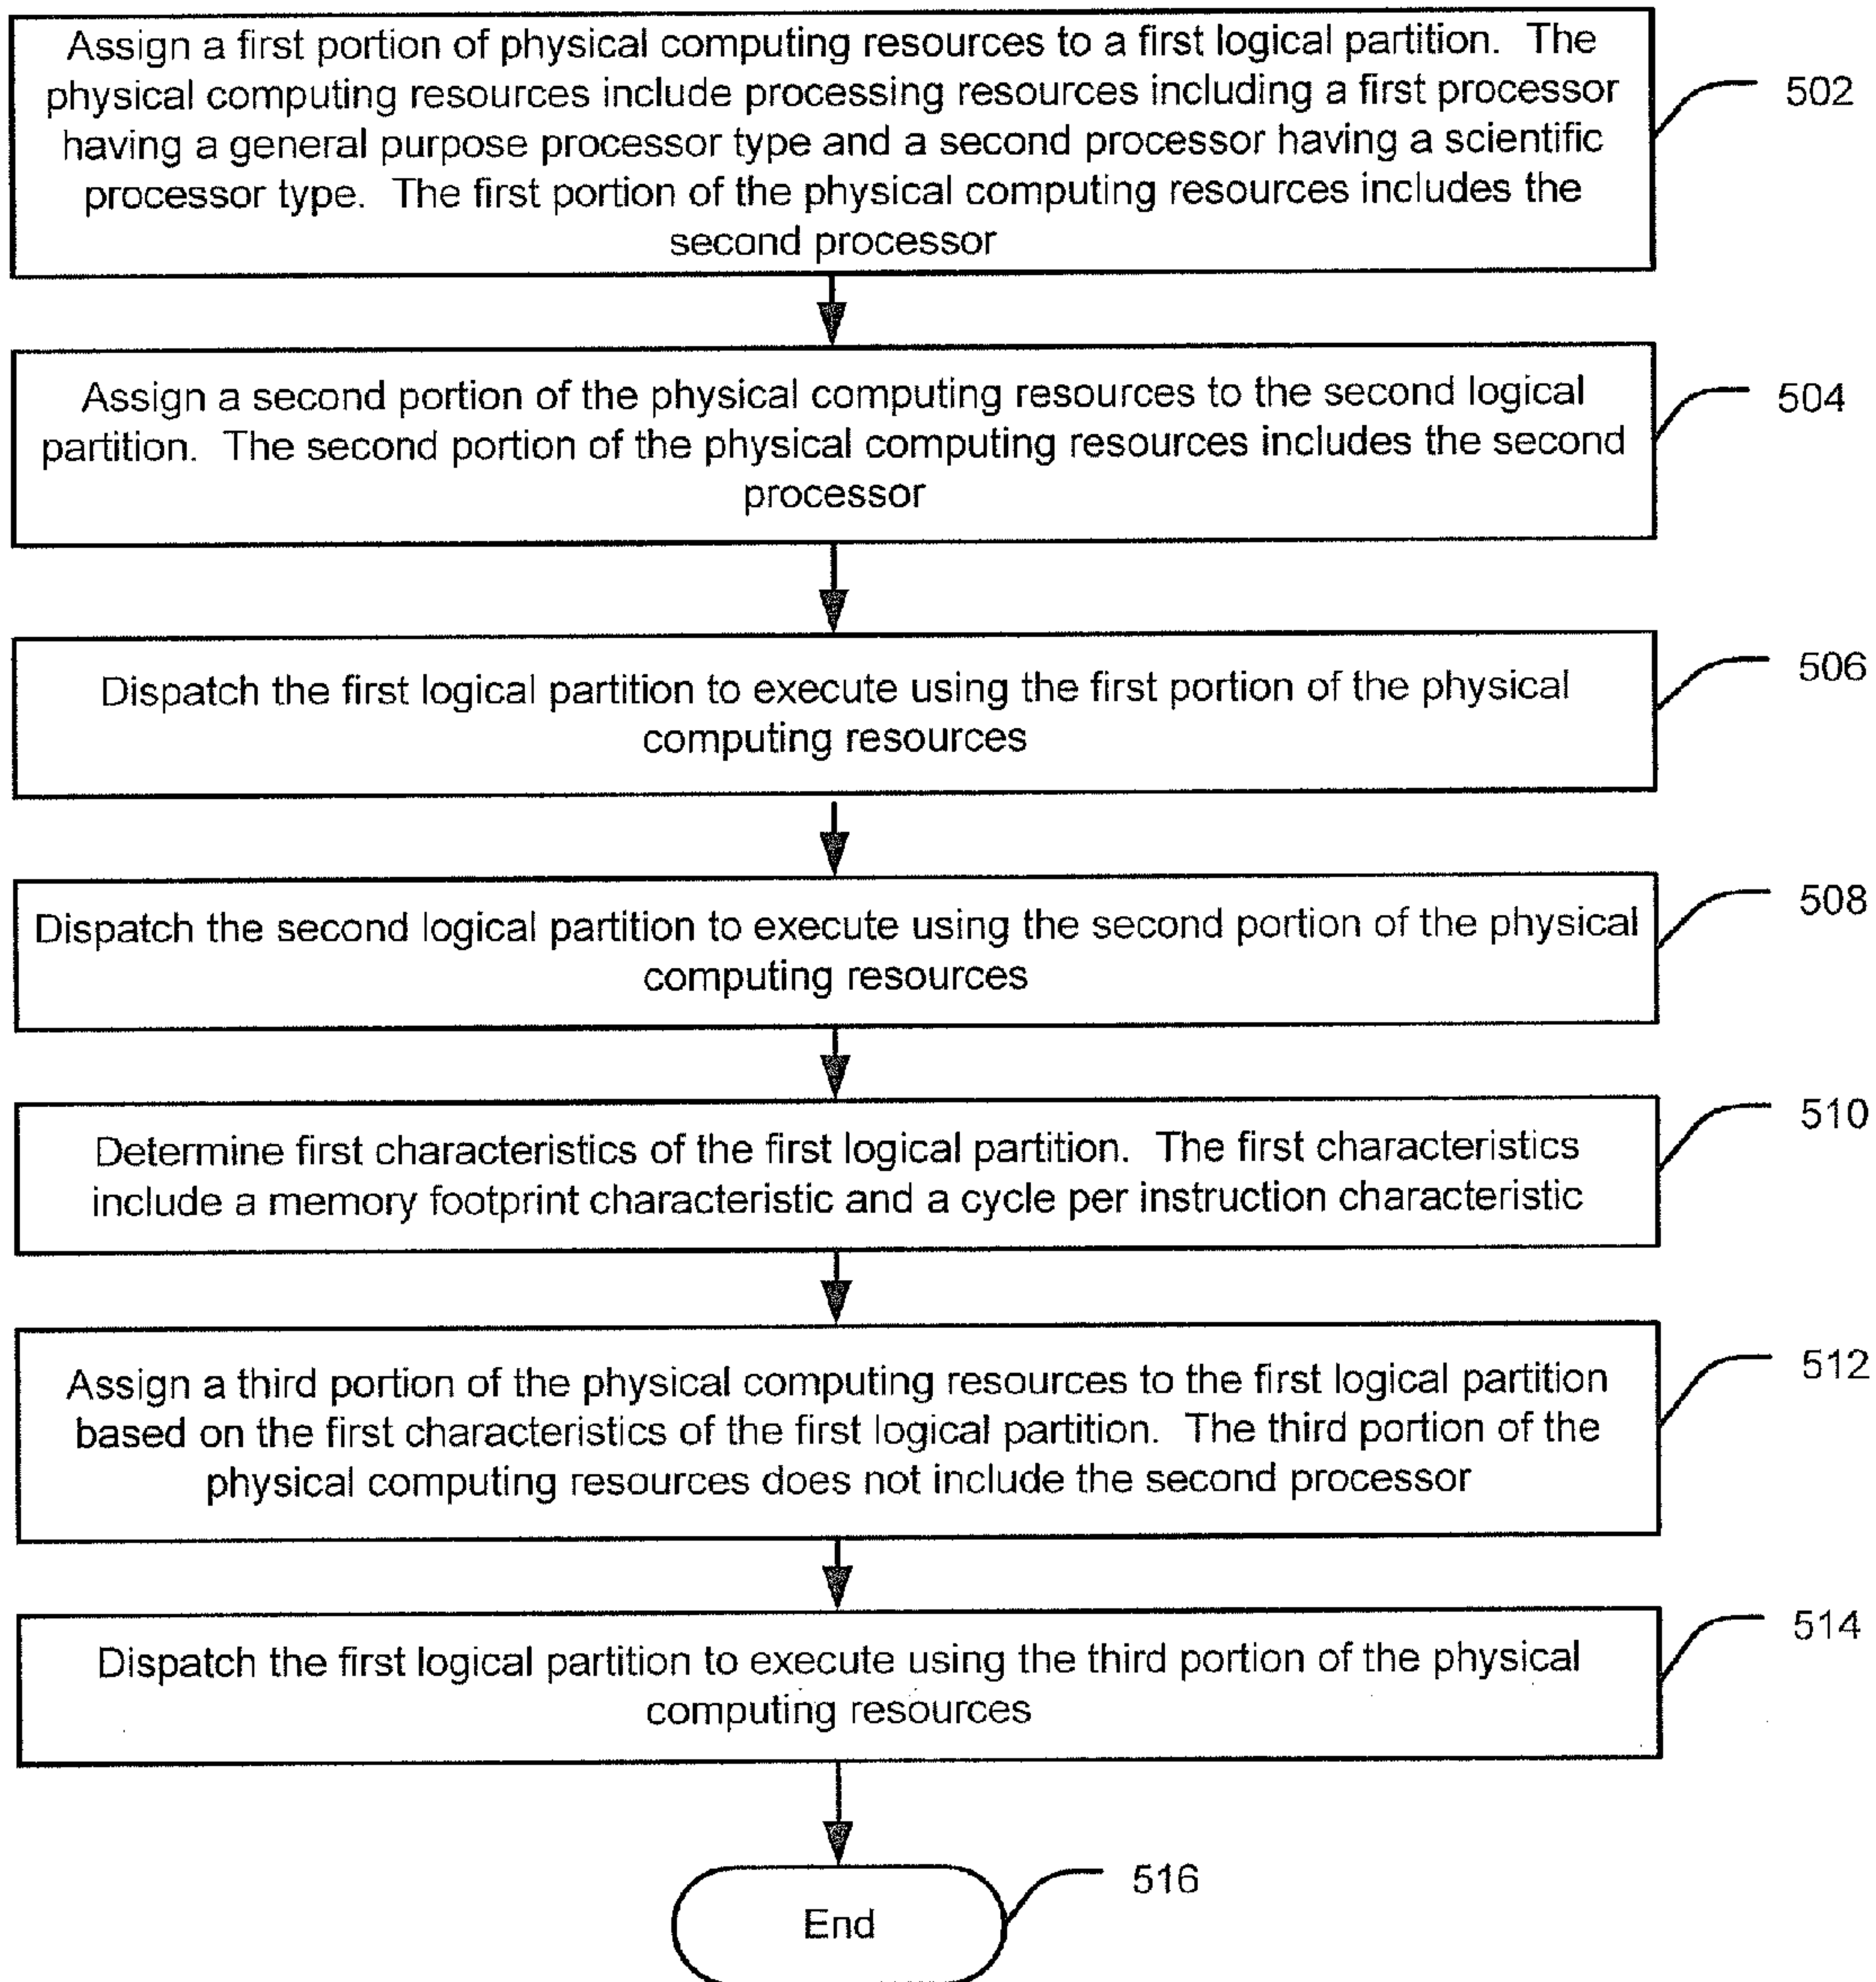 Assign a first portion of physical computing resources to a first logical partition. The
physical computing resources include processing resources including a first processor
having a general purpose processor type and a second processor having a scientific
processor type. The first portion of the physical computing resources includes the
second processor
502
Assign a second portion of the physical computing resources to the second logical
partition. The second portion of the physical computing resources includes the second
processor
504
Dispatch the first logical partition to execute using the first portion of the physical
computing resources
506
Dispatch the second logical partition to execute using the second portion of the physical
computing resources
508
Determine first characteristics of the first logical partition. The first characteristics
include a memory footprint characteristic and a cycle per instruction characteristic
510
Assign a third portion of the physical computing resources to the first logical partition
based on the first characteristics of the first logical partition. The third portion of the
physical computing resources does not include the second processor
512
Dispatch the first logical partition to execute using the third portion of the physical
computing resources
514
End
516